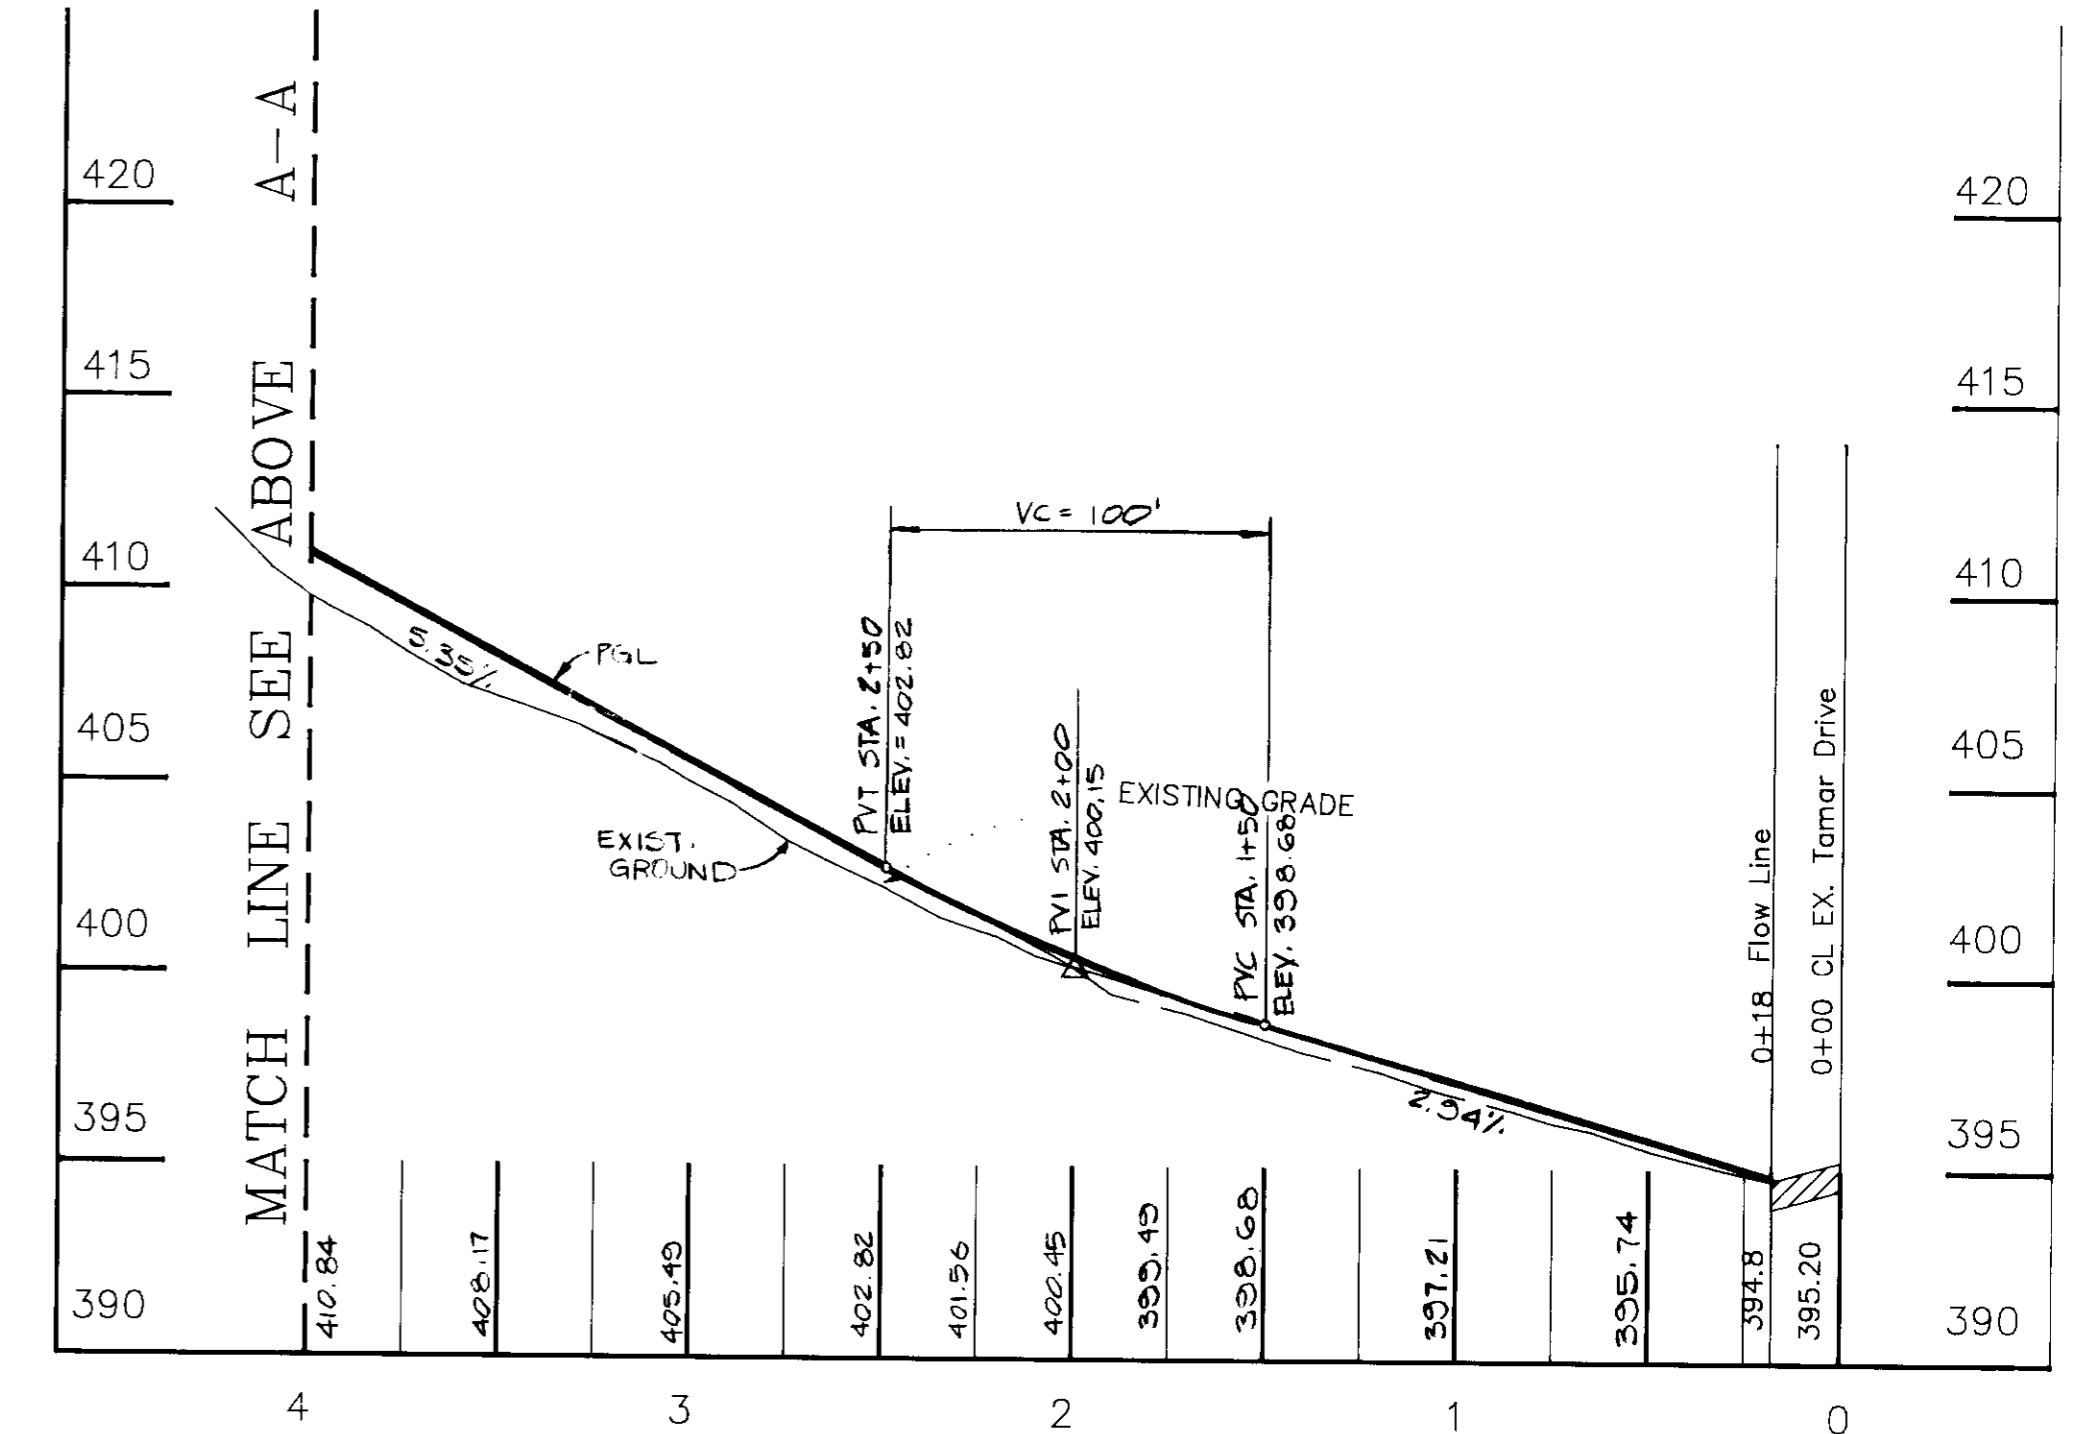 MATCH LINE SEE ABOVE A-A
420
415
410
405
400
395
390
420
415
410
405
400
395
390
VC = 100'
5.35%
PGL
EXIST.
GROUND
PVT STA. 2+50
ELEV. = 402.82
PVI STA. 2+00
ELEV. 400.15
EXISTING GRADE
PVC STA. 1+50
ELEV. 398.68
2.94%
0+18 Flow Line
0+00 CL EX. Tamar Drive
410.84
408.17
405.49
402.82
401.56
400.45
399.49
398.68
397.21
395.74
394.8
395.20
4
3
2
1
0